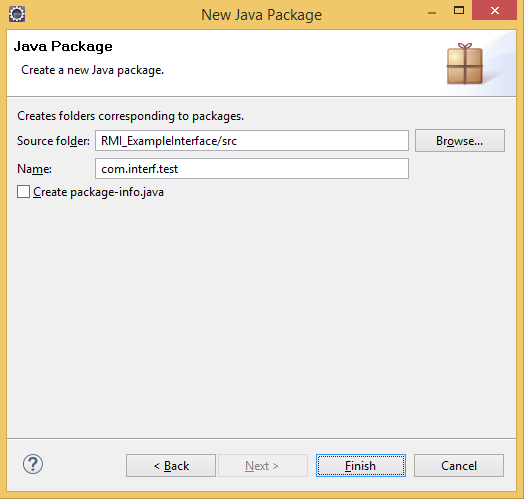 New Java Package
Java Package
Create a new Java package.
Creates folders corresponding to packages.
Source folder: RMI_ExampleInterface/src Browse...
Name: com.interf.test
Create package-info.java
? < Back Next > Finish Cancel